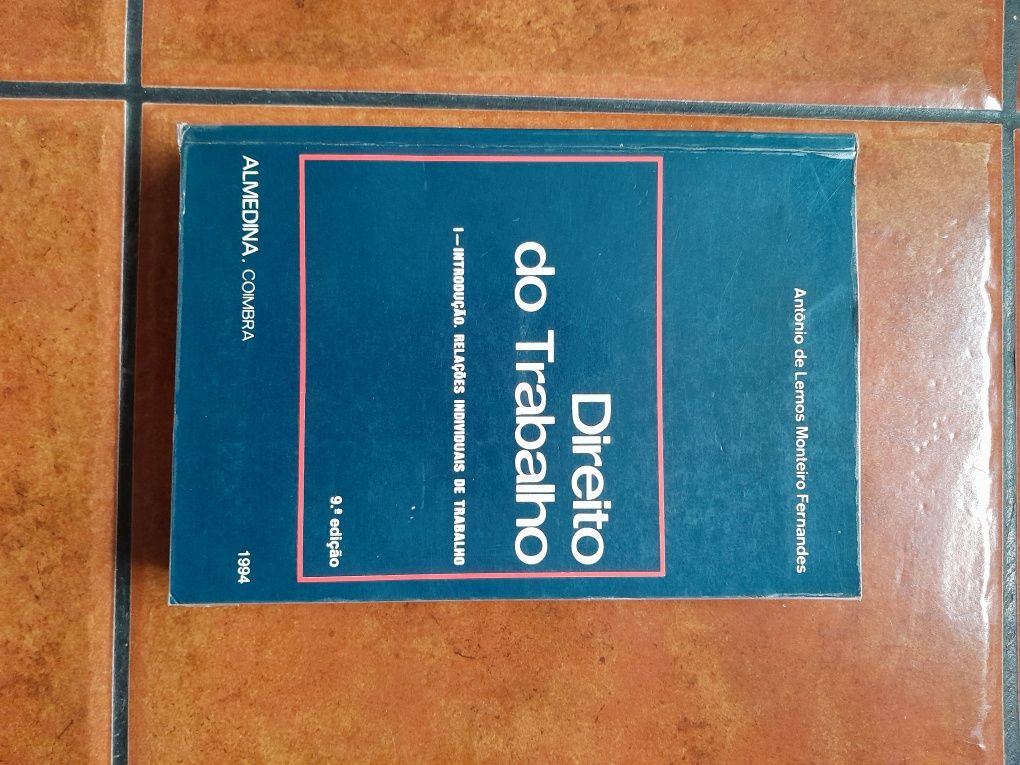 António de Lemos Monteiro Fernandes
Direito
do Trabalho
I — INTRODUÇÃO. RELAÇÕES INDIVIDUAIS DE TRABALHO
9.ª edição
ALMEDINA, COIMBRA
1994